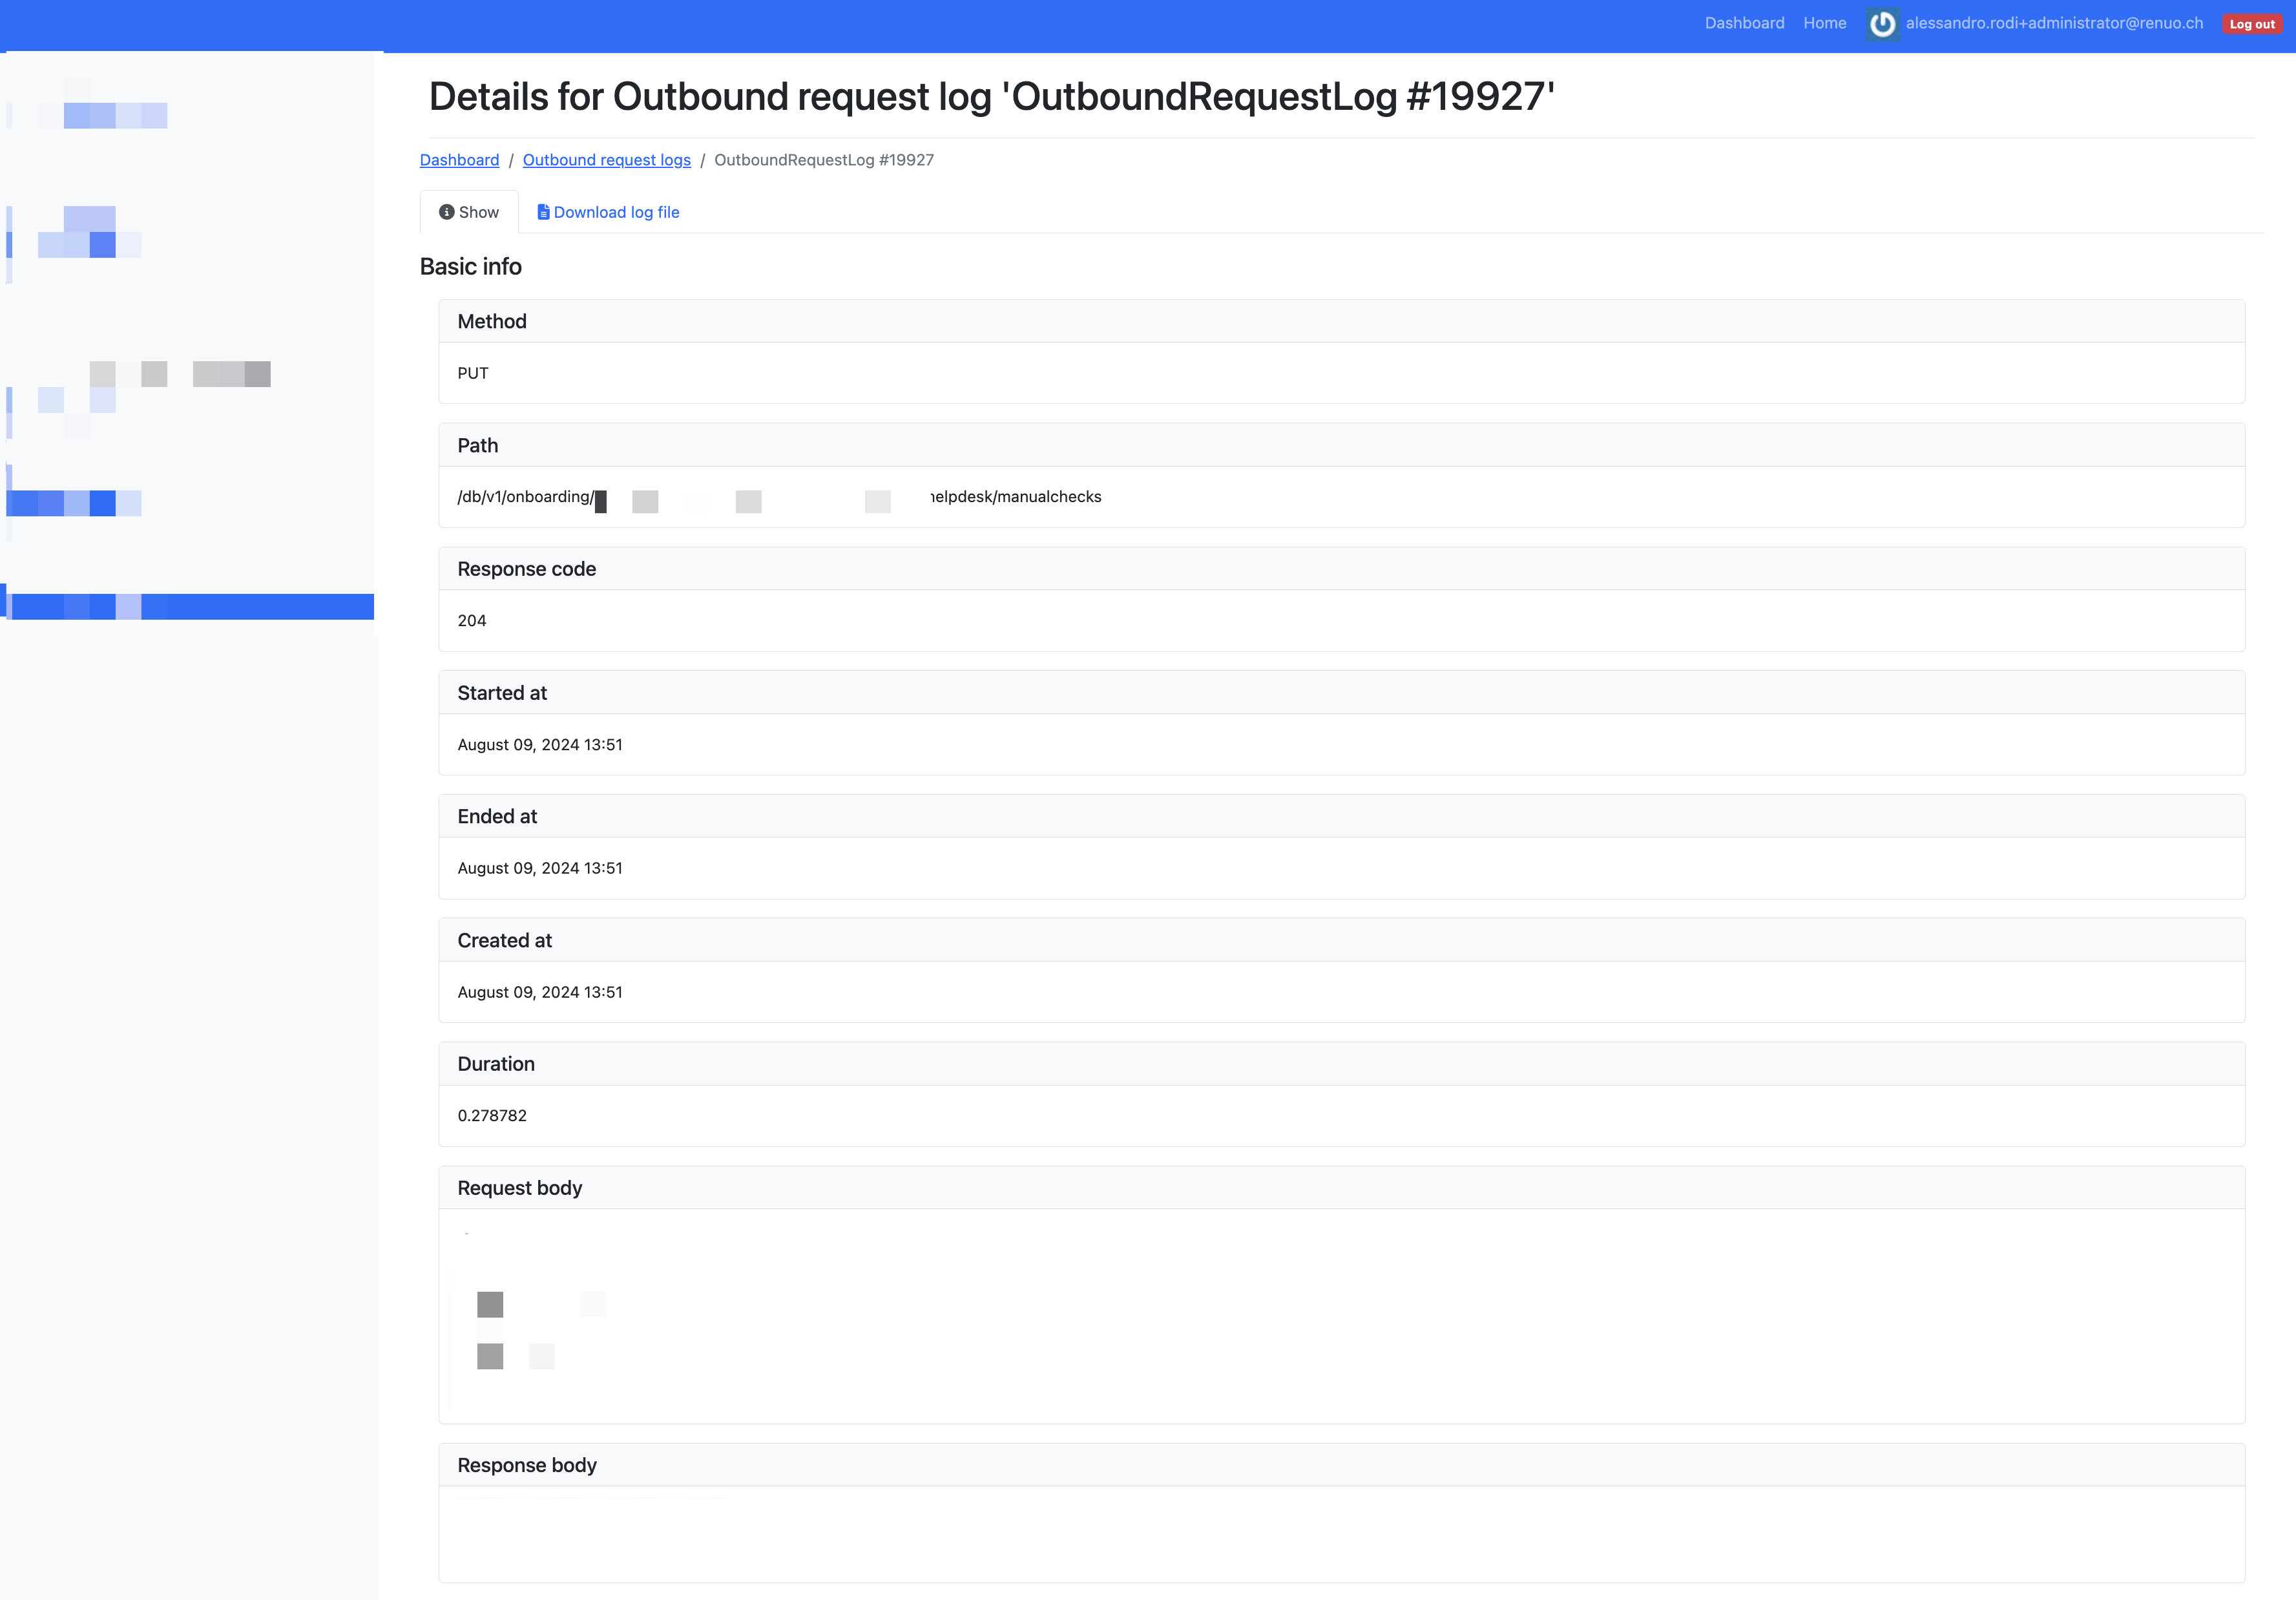 Dashboard Home alessandro.rodi+administrator@renuo.ch Log out
Details for Outbound request log 'OutboundRequestLog #19927'
Dashboard / Outbound request logs / OutboundRequestLog #19927
Show Download log file
Basic info
Method
PUT
Path
/db/v1/onboarding/ helpdesk/manualchecks
Response code
204
Started at
August 09, 2024 13:51
Ended at
August 09, 2024 13:51
Created at
August 09, 2024 13:51
Duration
0.278782
Request body
Response body